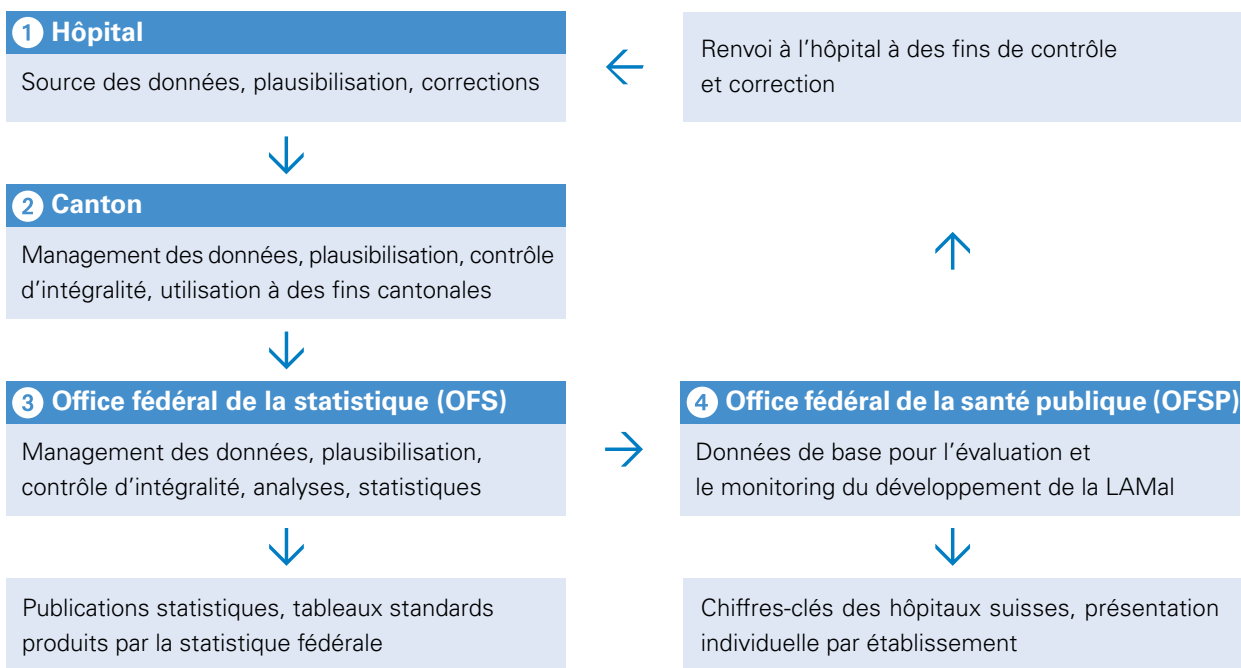 1 Hôpital
Source des données, plausibilisation, corrections
Renvoi à l'hôpital à des fins de contrôle
et correction
2 Canton
Management des données, plausibilisation, contrôle
d'intégralité, utilisation à des fins cantonales
3 Office fédéral de la statistique (OFS)
Management des données, plausibilisation,
contrôle d'intégralité, analyses, statistiques
4 Office fédéral de la santé publique (OFSP)
Données de base pour l'évaluation et
le monitoring du développement de la LAMal
Publications statistiques, tableaux standards
produits par la statistique fédérale
Chiffres-clés des hôpitaux suisses, présentation
individuelle par établissement